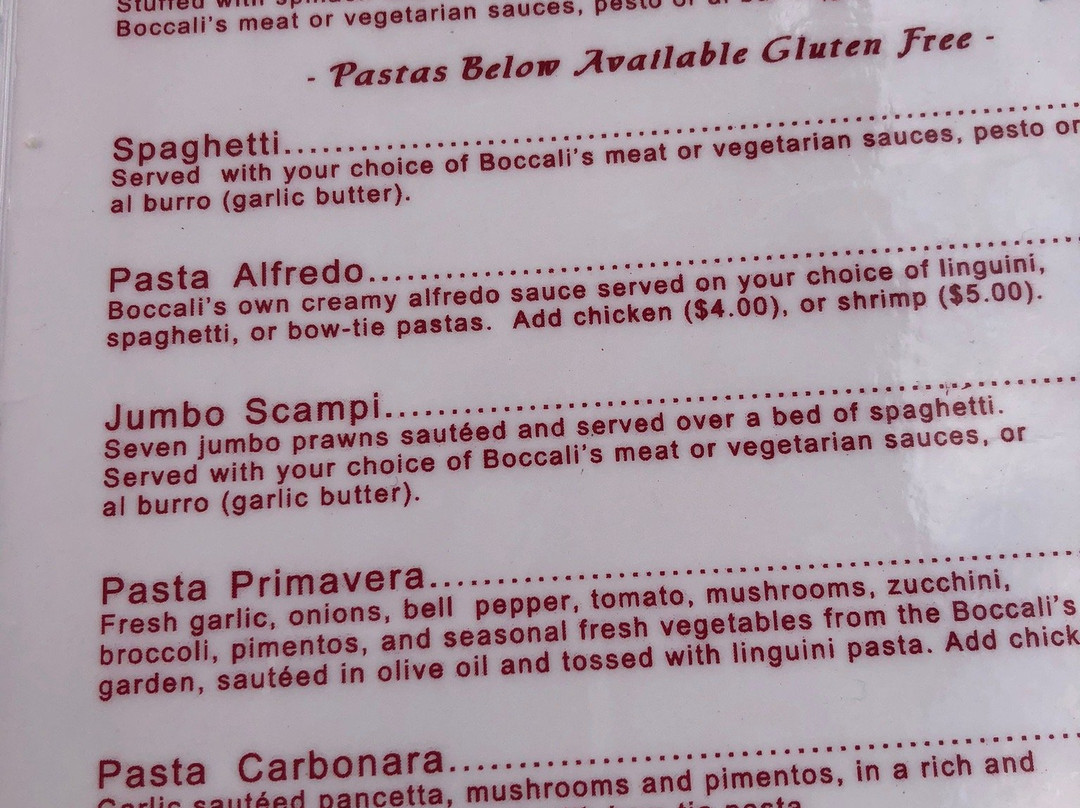 Stuffed with
Boccali's meat or vegetarian sauces, pesto or al
- Pastas Below Available Gluten Free -
Spaghetti
Served with your choice of Boccali's meat or vegetarian sauces, pesto or
al burro (garlic butter).
Pasta Alfredo
Boccali's own creamy alfredo sauce served on your choice of linguini,
spaghetti, or bow-tie pastas. Add chicken ($4.00), or shrimp ($5.00).
Jumbo Scampi
Seven jumbo prawns sautéed and served over a bed of spaghetti.
Served with your choice of Boccali's meat or vegetarian sauces, or
al burro (garlic butter).
Pasta Primavera
Fresh garlic, onions, bell pepper, tomato, mushrooms, zucchini,
broccoli, pimentos, and seasonal fresh vegetables from the Boccali's
garden, sautéed in olive oil and tossed with linguini pasta. Add chick
Pasta Carbonara
Garlic sautéed pancetta, mushrooms and pimentos, in a rich and